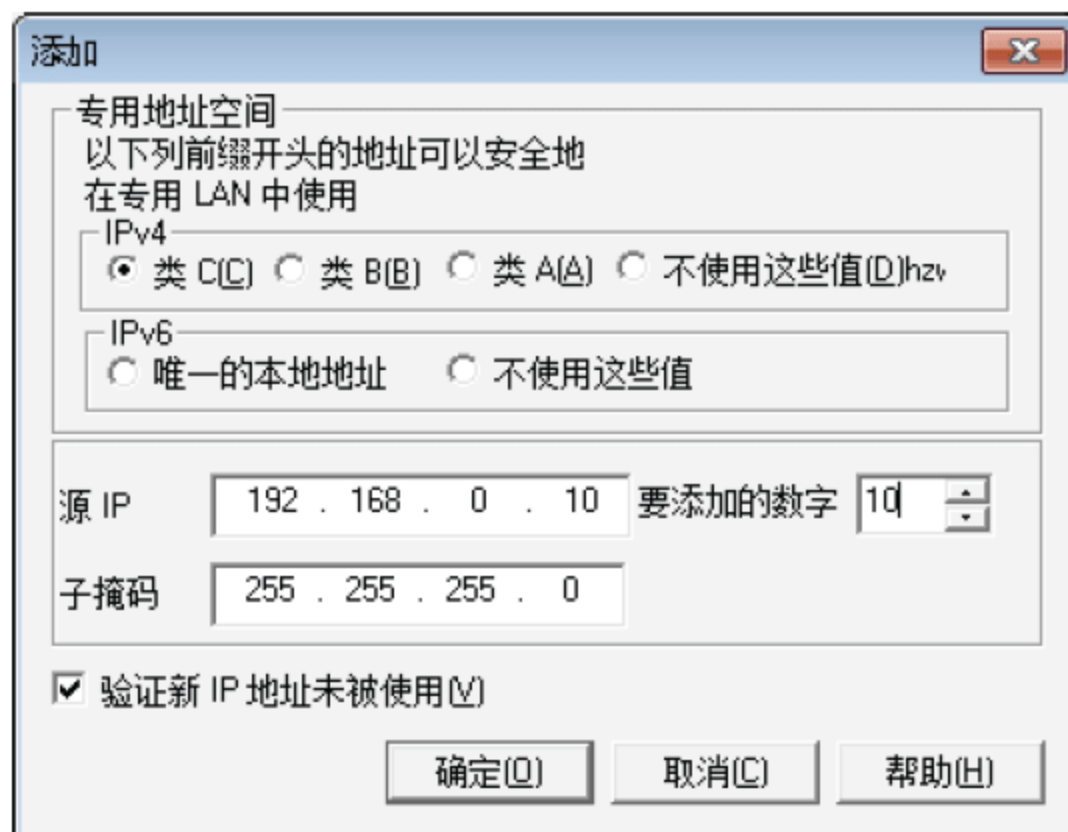 添加
专用地址空间
以下列前缀开头的地址可以安全地
在专用 LAN 中使用
IPv4
类 C(C) 类 B(B) 类 A(A) 不使用这些值(D)hzv
IPv6
唯一的本地地址 不使用这些值
源 IP 192 . 168 . 0 . 10 要添加的数字 10
子掩码 255 . 255 . 255 . 0
验证新 IP 地址未被使用(V)
确定(O) 取消(C) 帮助(H)